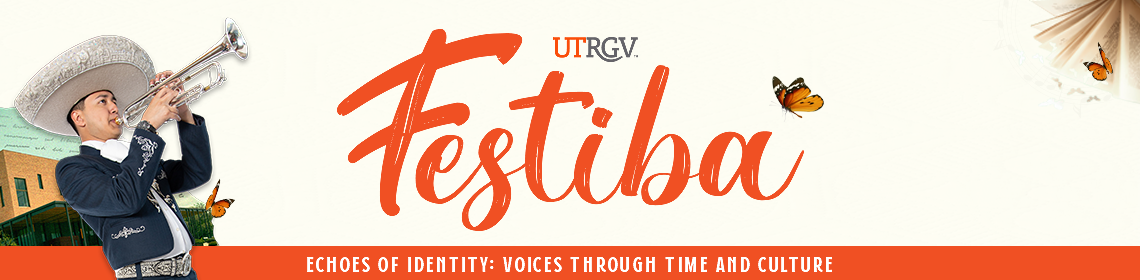 UTRGV
Festiba
ECHOES OF IDENTITY: VOICES THROUGH TIME AND CULTURE